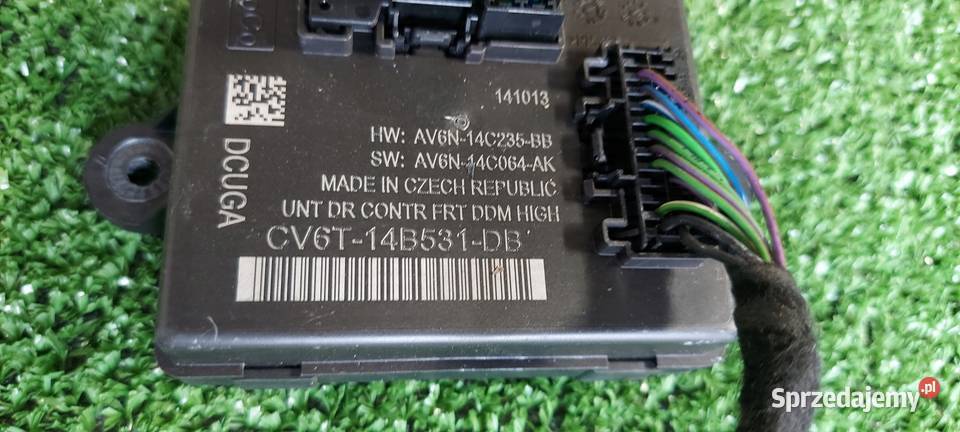 141013
HW: AV6N-14C235-BB
SW: AV6N-14C064-AK
MADE IN CZECH REPUBLIC
UNT DR CONTR FRT DDM HIGH
CV6T-14B531-DB
DCUGA
Sprzedajemy.pl